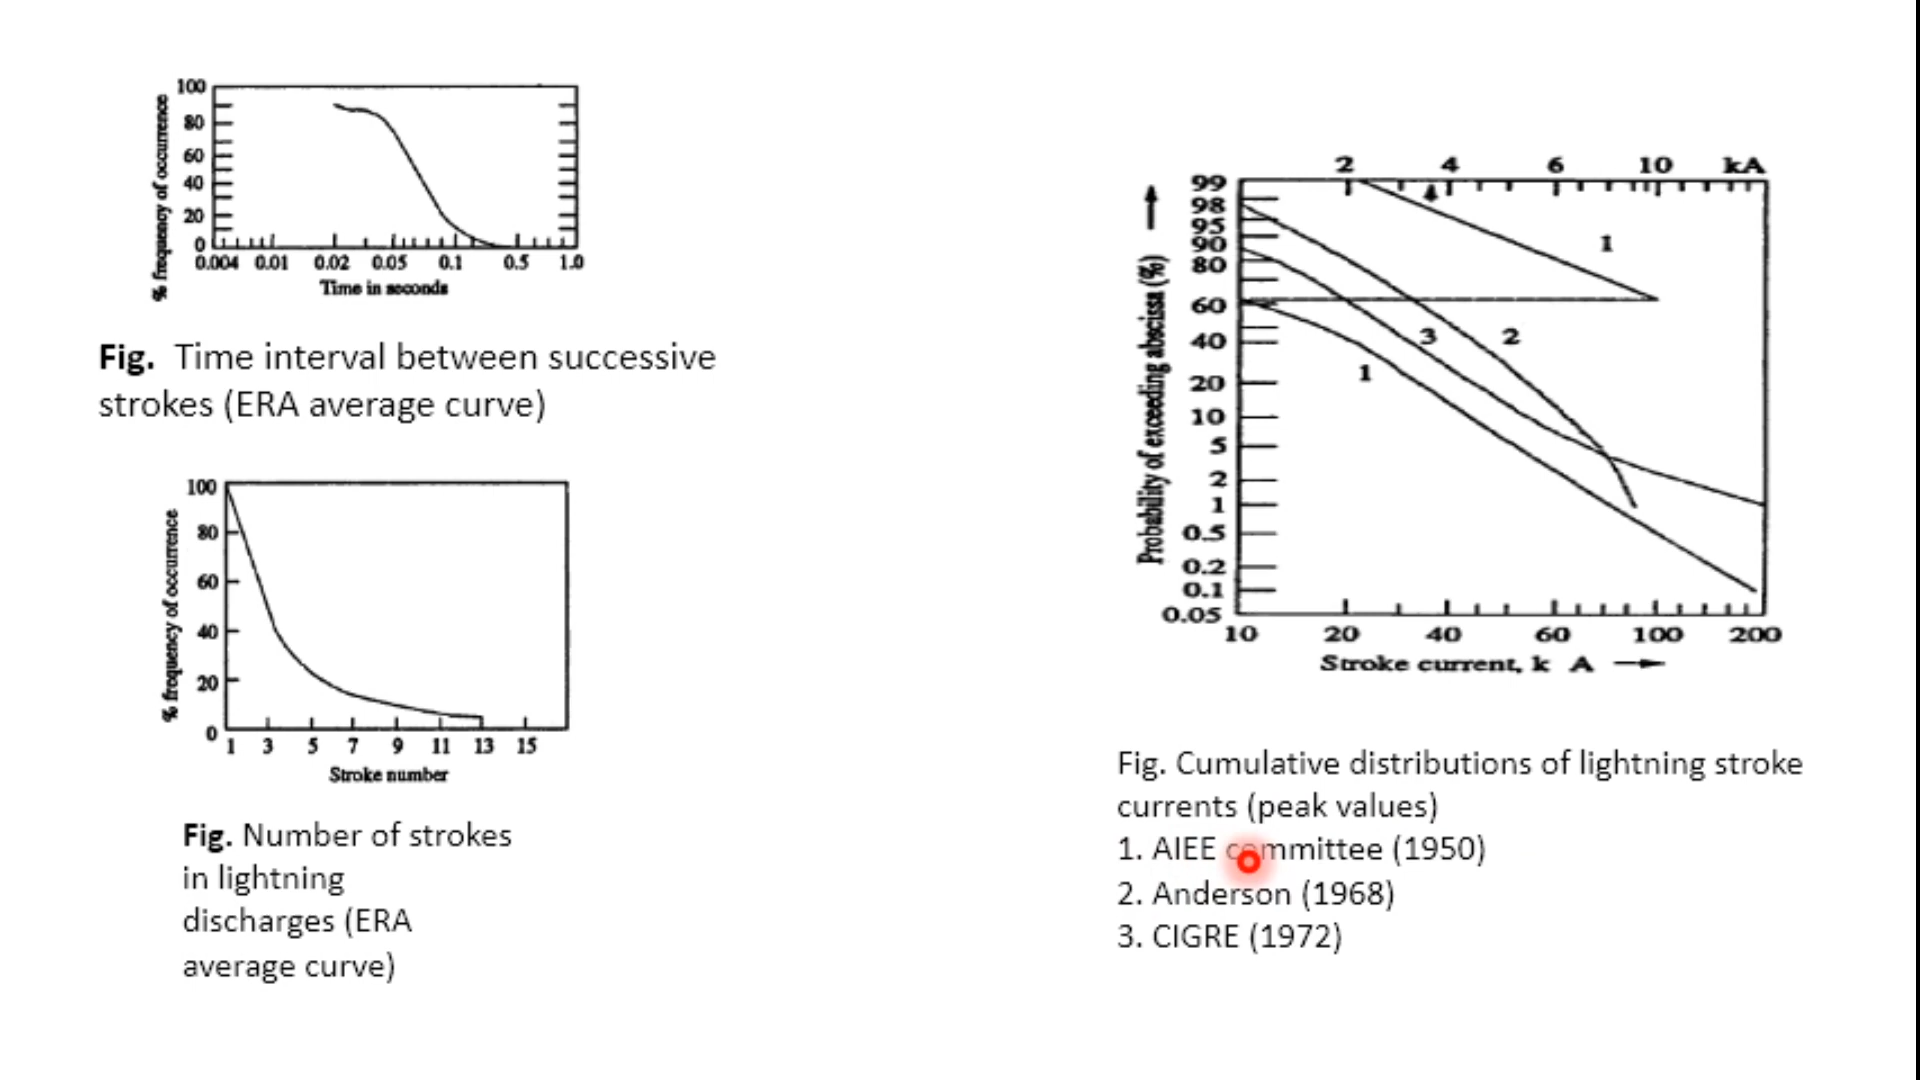 100
80
60
40
20
0
% frequency of occurrence
0.004 0.01 0.02 0.05 0.1 0.5 1.0
Time in seconds
Fig. Time interval between successive
strokes (ERA average curve)
100
80
60
40
20
0
% frequency of occurrence
1 3 5 7 9 11 13 15
Stroke number
Fig. Number of strokes
in lightning
discharges (ERA
average curve)
2 4 6 10 kA
99
98
95
90
80
60
40
20
10
5
2
1
0.5
0.2
0.1
0.05
Probability of exceeding abscissa (%)
4
1
3 2
1
10 20 40 60 100 200
Stroke current, k A
Fig. Cumulative distributions of lightning stroke
currents (peak values)
1. AIEE committee (1950)
2. Anderson (1968)
3. CIGRE (1972)